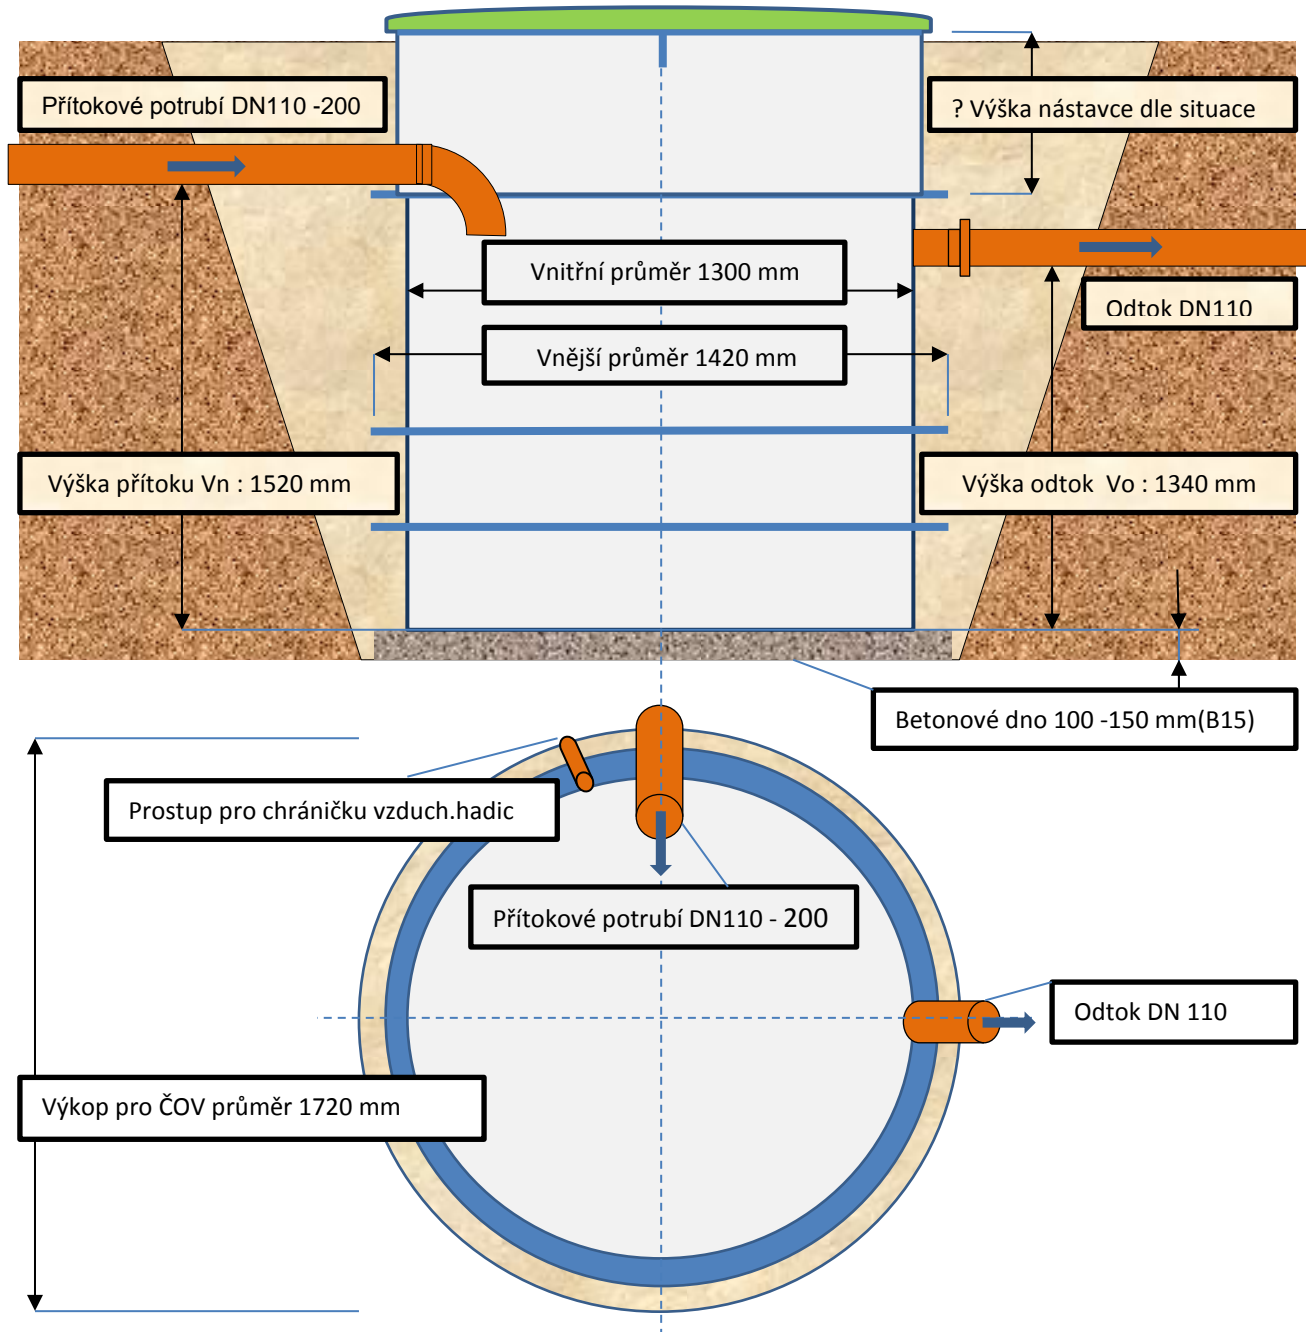 Přítokové potrubí DN110 -200
? Výška nástavce dle situace
Vnitřní průměr 1300 mm
Odtok DN110
Vnější průměr 1420 mm
Výška přítoku Vn : 1520 mm
Výška odtok Vo : 1340 mm
Betonové dno 100 -150 mm(B15)
Prostup pro chráničku vzduch.hadic
Přítokové potrubí DN110 - 200
Odtok DN 110
Výkop pro ČOV průměr 1720 mm